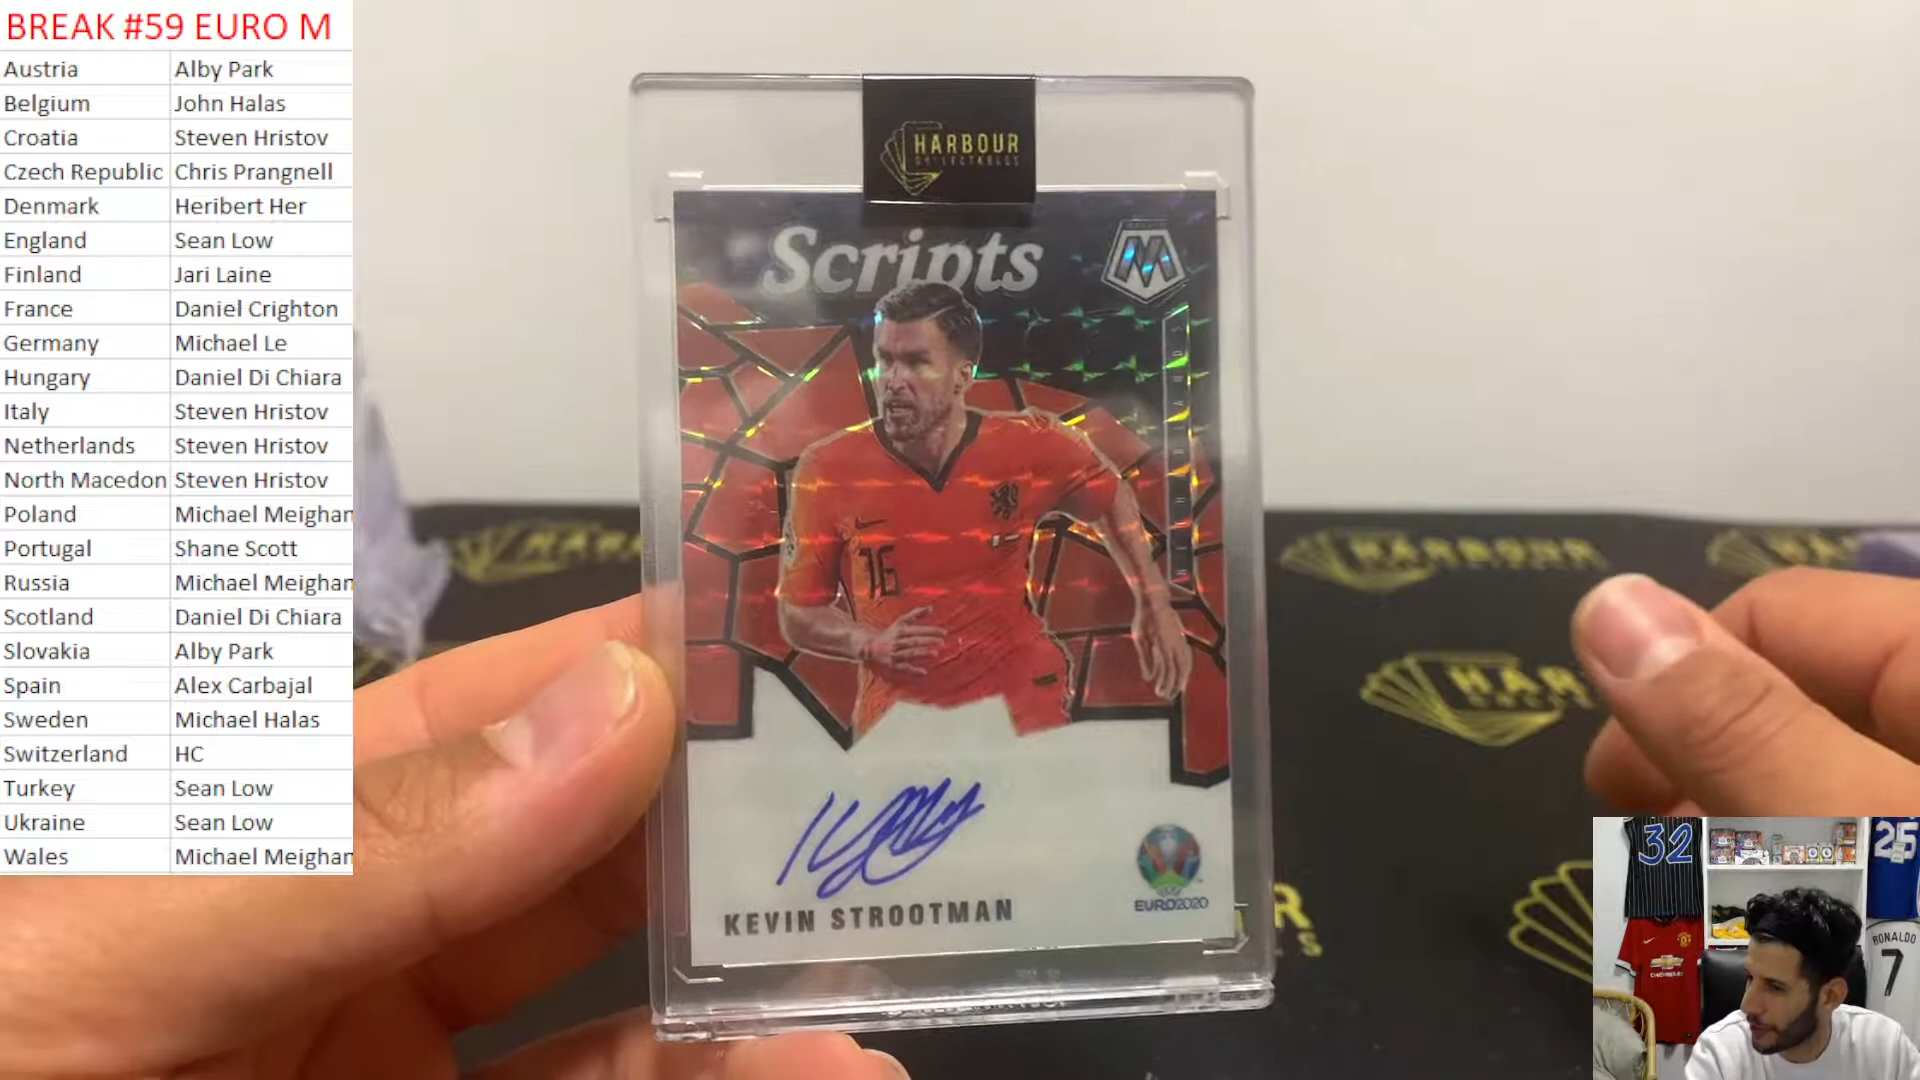 BREAK #59 EURO M
Austria Alby Park
Belgium John Halas
Croatia Steven Hristov
Czech Republic Chris Prangnell
Denmark Heribert Her
England Sean Low
Finland Jari Laine
France Daniel Crighton
Germany Michael Le
Hungary Daniel Di Chiara
Italy Steven Hristov
Netherlands Steven Hristov
North Macedon Steven Hristov
Poland Michael Meighan
Portugal Shane Scott
Russia Michael Meighan
Scotland Daniel Di Chiara
Slovakia Alby Park
Spain Alex Carbajal
Sweden Michael Halas
Switzerland HC
Turkey Sean Low
Ukraine Sean Low
Wales Michael Meighan
HARBOUR
COLLECTABLES
Scripts
M
16
KEVIN STROOTMAN
EURO2020
HARBOUR
HAR
32
25
CHEVROLET
RONALDO
7